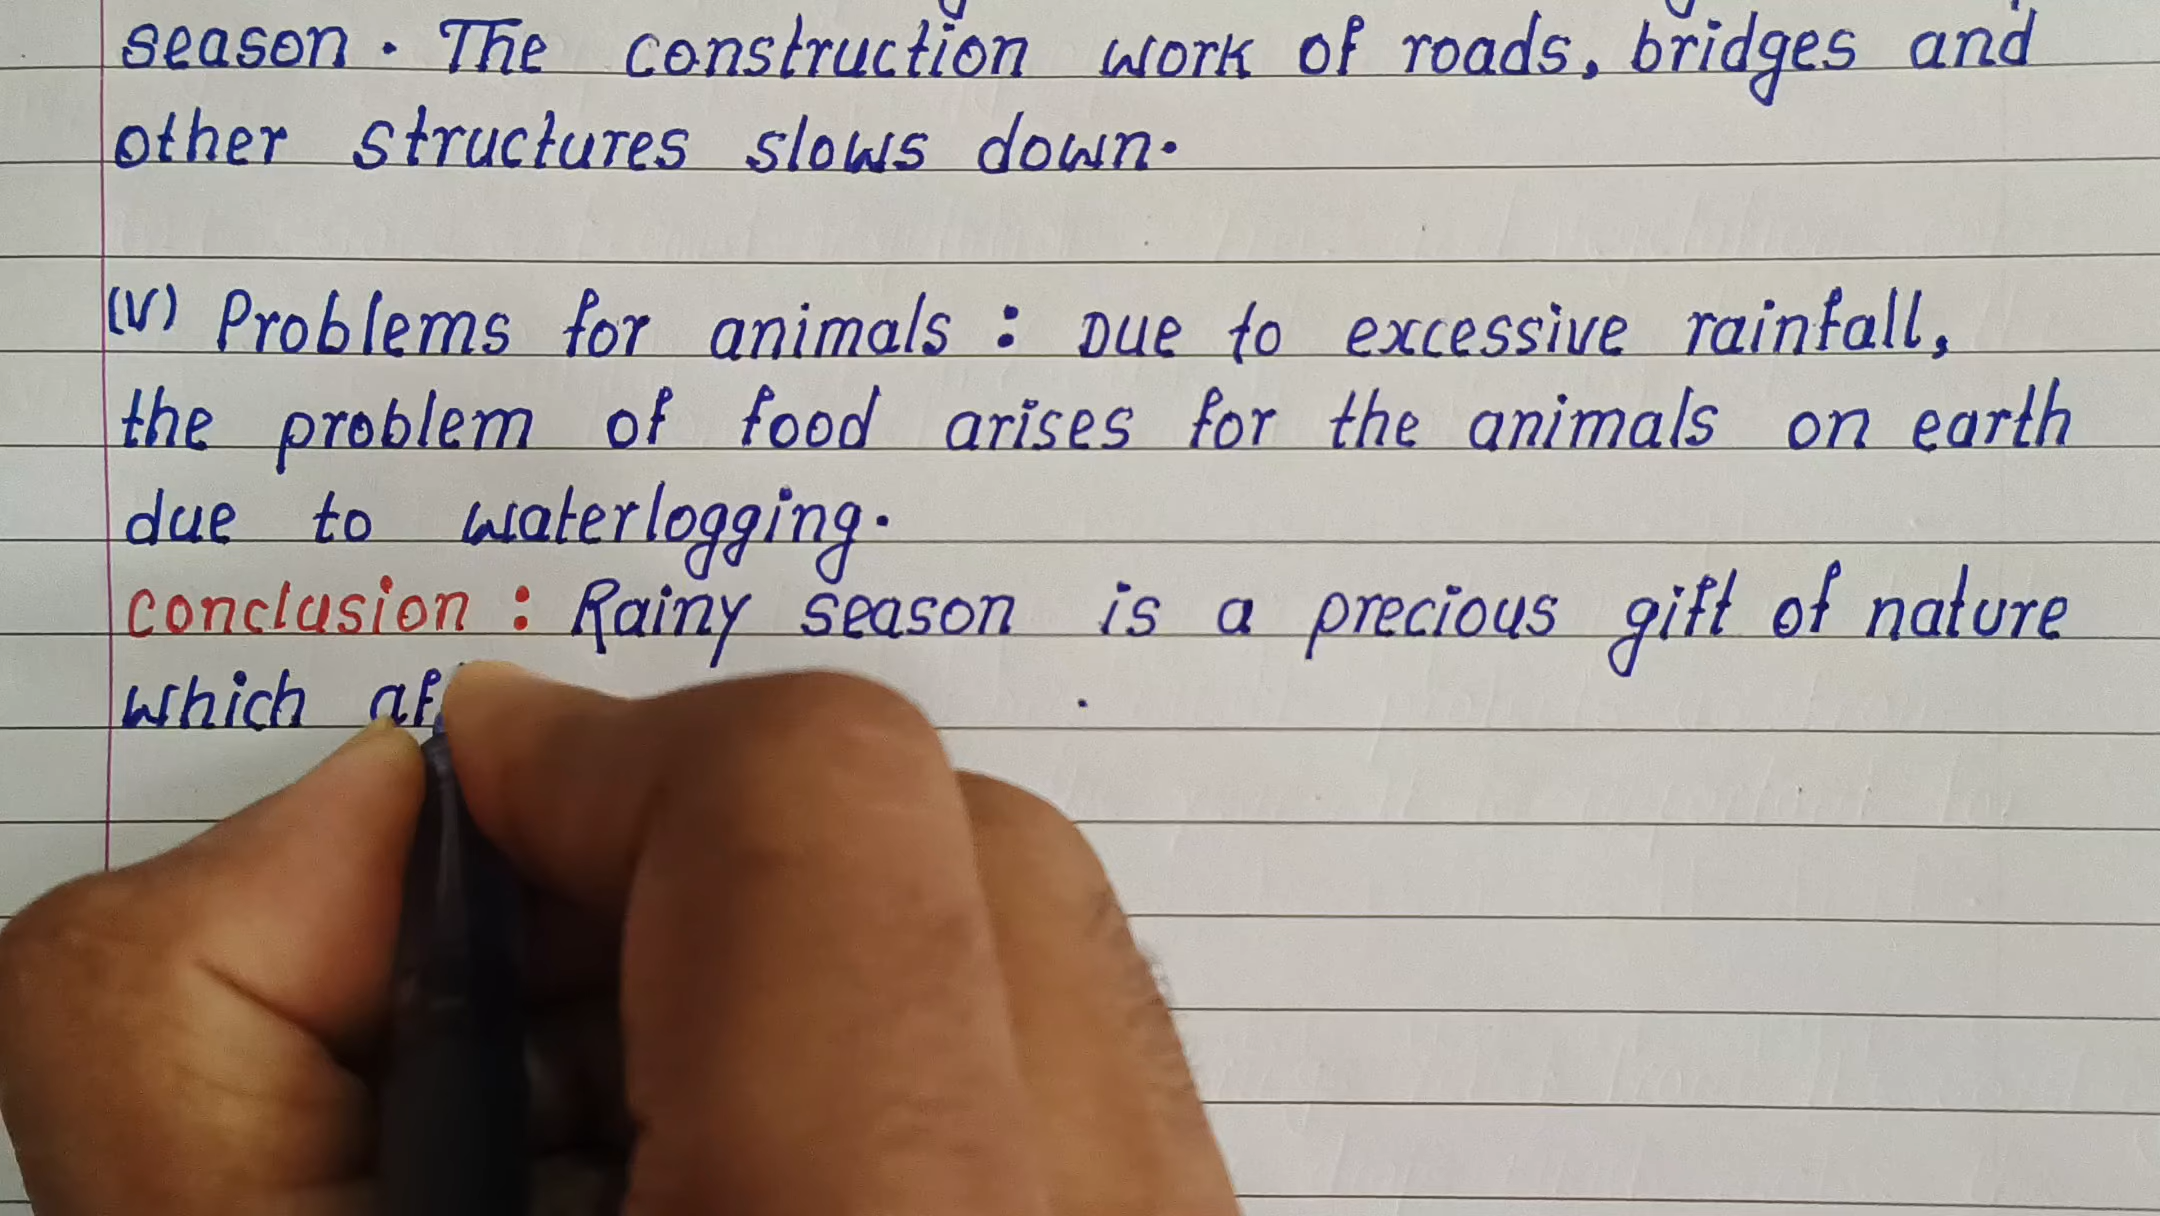 season. The construction work of roads, bridges and
other structures slows down.
(V) Problems for animals : Due to excessive rainfall,
the problem of food arises for the animals on earth
due to waterlogging.
Conclusion : Rainy season is a precious gift of nature
which